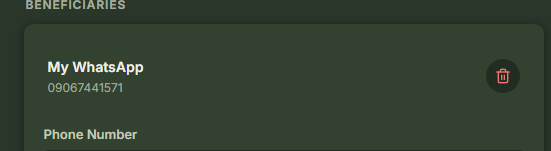 BENEFICIARIES
My WhatsApp
09067441571
Phone Number